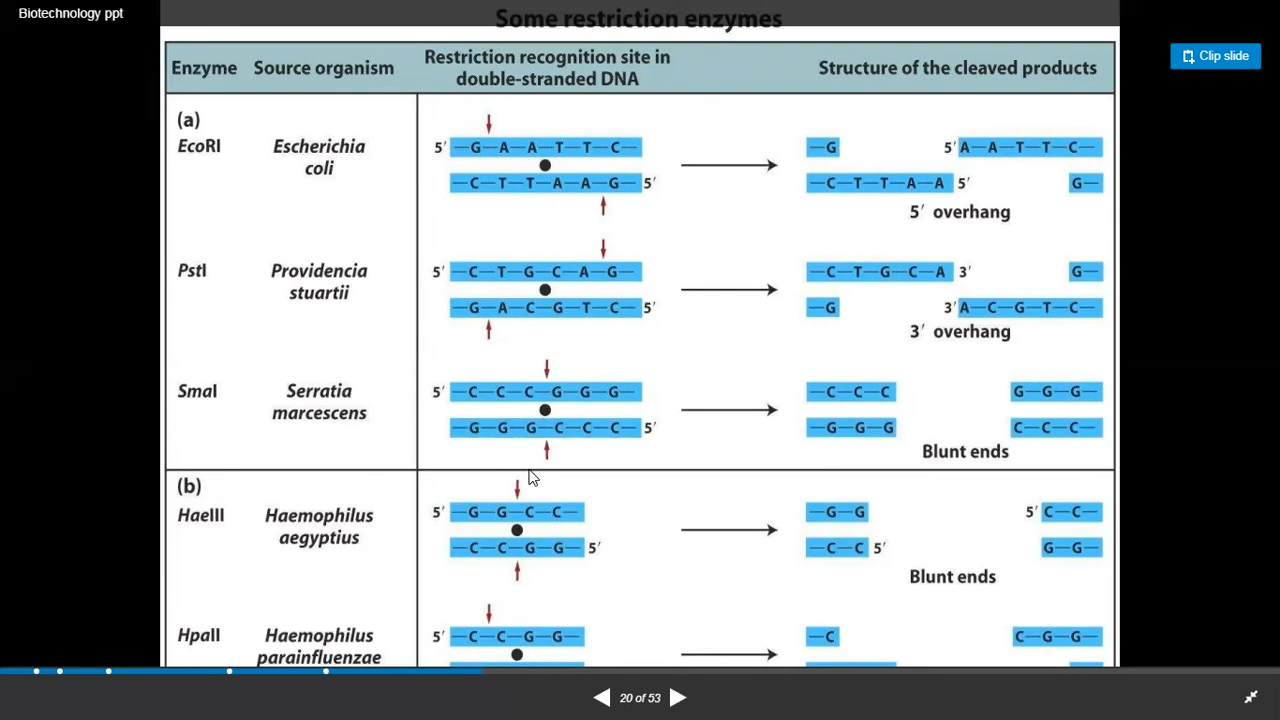 Biotechnology ppt
Some restriction enzymes
Clip slide
Enzyme Source organism Restriction recognition site in double-stranded DNA Structure of the cleaved products
(a)
EcoRI Escherichia coli
5′ —G—A—A—T—T—C—
—C—T—T—A—A—G— 5′
—G 5′ A—A—T—T—C—
—C—T—T—A—A 5′ G—
5′ overhang
PstI Providencia stuartii
5′ —C—T—G—C—A—G—
—G—A—C—G—T—C— 5′
—C—T—G—C—A 3′ G—
—G 3′ A—C—G—T—C—
3′ overhang
SmaI Serratia marcescens
5′ —C—C—C—G—G—G—
—G—G—G—C—C—C— 5′
—C—C—C G—G—G—
—G—G—G C—C—C—
Blunt ends
(b)
HaeIII Haemophilus aegyptius
5′ —G—G—C—C—
—C—C—G—G— 5′
—G—G 5′ C—C—
—C—C 5′ G—G—
Blunt ends
HpaII Haemophilus parainfluenzae
5′ —C—C—G—G—
—C C—G—G—
20 of 53